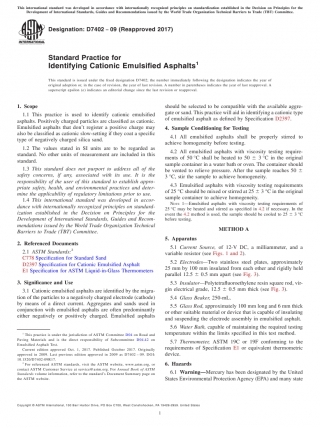 This international standard was developed in accordance with internationally recognized principles on standardization established in the Decision on Principles for the
Development of International Standards, Guides and Recommendations issued by the World Trade Organization Technical Barriers to Trade (TBT) Committee.
Designation: D7402 − 09 (Reapproved 2017)
Standard Practice for
Identifying Cationic Emulsified Asphalts1
This standard is issued under the fixed designation D7402; the number immediately following the designation indicates the year of
original adoption or, in the case of revision, the year of last revision. A number in parentheses indicates the year of last reapproval. A
superscript epsilon (ε) indicates an editorial change since the last revision or reapproval.
1. Scope
1.1 This practice is used to identify cationic emulsified
asphalts. Positively charged particles are classified as cationic.
Emulsified asphalts that don't register a positive charge may
also be classified as cationic slow-setting if they coat a specific
type of negatively charged silica sand.
1.2 The values stated in SI units are to be regarded as
standard. No other units of measurement are included in this
standard.
1.3 This standard does not purport to address all of the
safety concerns, if any, associated with its use. It is the
responsibility of the user of this standard to establish appro-
priate safety, health, and environmental practices and deter-
mine the applicability of regulatory limitations prior to use.
1.4 This international standard was developed in accor-
dance with internationally recognized principles on standard-
ization established in the Decision on Principles for the
Development of International Standards, Guides and Recom-
mendations issued by the World Trade Organization Technical
Barriers to Trade (TBT) Committee.
2. Referenced Documents
2.1 ASTM Standards:2
C778 Specification for Standard Sand
D2397 Specification for Cationic Emulsified Asphalt
E1 Specification for ASTM Liquid-in-Glass Thermometers
3. Significance and Use
3.1 Cationic emulsified asphalts are identified by the migra-
tion of the particles to a negatively charged electrode (cathode)
by means of a direct current. Aggregates and sands used in
conjunction with emulsified asphalts are often predominantly
either negatively or positively charged. Emulsified asphalts
1 This practice is under the jurisdiction of ASTM Committee D04 on Road and
Paving Materials and is the direct responsibility of Subcommittee D04.42 on
Emulsified Asphalt Test.
Current edition approved Oct. 1, 2017. Published October 2017. Originally
approved in 2009. Last previous edition approved in 2009 as D7402 – 09. DOI:
10.1520/D7402-09R17.
2 For referenced ASTM standards, visit the ASTM website, www.astm.org, or
contact ASTM Customer Service at service@astm.org. For Annual Book of ASTM
Standards volume information, refer to the standard's Document Summary page on
the ASTM website.
should be selected to be compatible with the available aggre-
gate or sand. This practice will aid in identifying a cationic type
of emulsified asphalt as defined by Specification D2397.
4. Sample Conditioning for Testing
4.1 All emulsified asphalts shall be properly stirred to
achieve homogeneity before testing.
4.2 All emulsified asphalts with viscosity testing require-
ments of 50 °C shall be heated to 50 ± 3 °C in the original
sample container in a water bath or oven. The container should
be vented to relieve pressure. After the sample reaches 50 ±
3 °C, stir the sample to achieve homogeneity.
4.3 Emulsified asphalts with viscosity testing requirements
of 25 °C should be mixed or stirred at 25 ± 3 °C in the original
sample container to achieve homogeneity.
NOTE 1—Emulsified asphalts with viscosity testing requirements of
25 °C may be heated and stirred as specified in 4.2 if necessary. In the
event the 4.2 method is used, the sample should be cooled to 25 ± 3 °C
before testing.
METHOD A
5. Apparatus
5.1 Current Source, of 12-V DC, a milliammeter, and a
variable resistor (see Figs. 1 and 2).
5.2 Electrodes—Two stainless steel plates, approximately
25 mm by 100 mm insulated from each other and rigidly held
parallel 12.5 ± 0.5 mm apart (see Fig. 3).
5.3 Insulator—Polytetrafluoroethylene resin square rod, vir-
gin electrical grade, 12.5 ± 0.5 mm thick (see Fig. 3).
5.4 Glass Beaker, 250-mL.
5.5 Glass Rod, approximately 100 mm long and 6 mm thick
or other suitable material or device that is capable of insulating
and suspending the electrode assembly in emulsified asphalt.
5.6 Water Bath, capable of maintaining the required testing
temperature within the limits specified in this test method.
5.7 Thermometer, ASTM 19C or 19F conforming to the
requirements of Specification E1 or equivalent thermometric
device.
6. Hazards
6.1 Warning—Mercury has been designated by the United
States Environmental Protection Agency (EPA) and many state
Copyright © ASTM International, 100 Barr Harbor Drive, PO Box C700, West Conshohocken, PA 19428-2959. United States
1